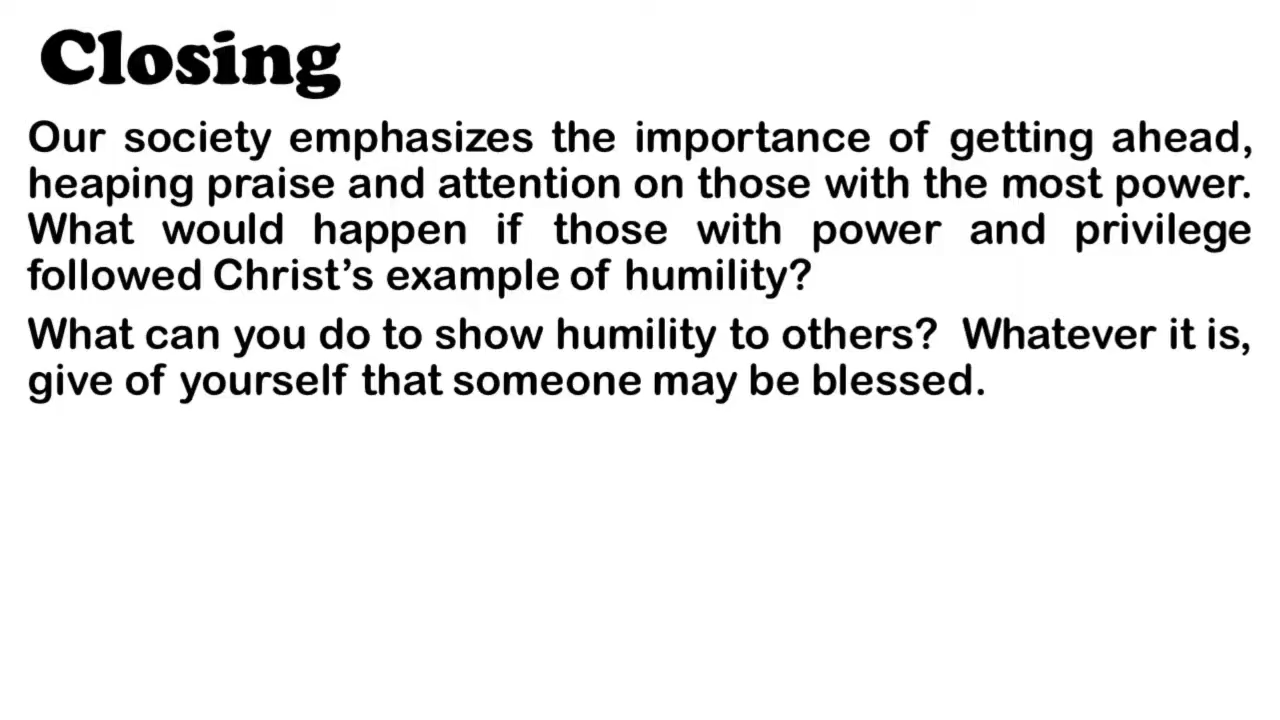 Closing
Our society emphasizes the importance of getting ahead,
heaping praise and attention on those with the most power.
What would happen if those with power and privilege
followed Christ’s example of humility?
What can you do to show humility to others?  Whatever it is,
give of yourself that someone may be blessed.